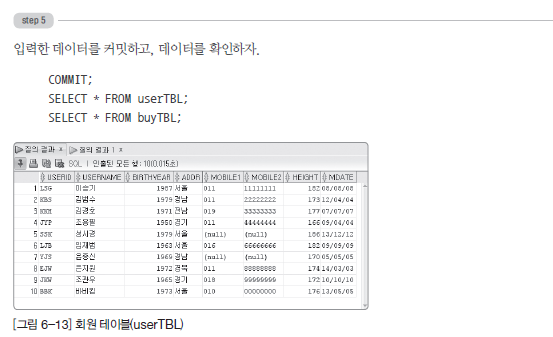 step 5
입력한 데이터를 커밋하고, 데이터를 확인하자.
COMMIT;
SELECT * FROM userTBL;
SELECT * FROM buyTBL;
질의 결과 x 질의 결과 1 x
SQL | 인출된 모든 행: 10(0,015초)
USERID USERNAME BIRTHYEAR ADDR MOBILE1 MOBILE2 HEIGHT MDATE
1 LSG 이승기 1987 서울 011 11111111 182 08/08/08
2 KBS 김범수 1979 경남 011 22222222 173 12/04/04
3 KKH 김경호 1971 전남 019 33333333 177 07/07/07
4 JYP 조용필 1950 경기 011 44444444 166 09/04/04
5 SSK 성시경 1979 서울 (null) (null) 186 13/12/12
6 LJB 임재범 1963 서울 016 66666666 182 09/09/09
7 YJS 윤종신 1969 경남 (null) (null) 170 05/05/05
8 EJW 은지원 1972 경북 011 88888888 174 14/03/03
9 JKW 조관우 1965 경기 018 99999999 172 10/10/10
10 BBK 바비킴 1973 서울 010 00000000 176 13/05/05
[그림 6-13] 회원 테이블(userTBL)